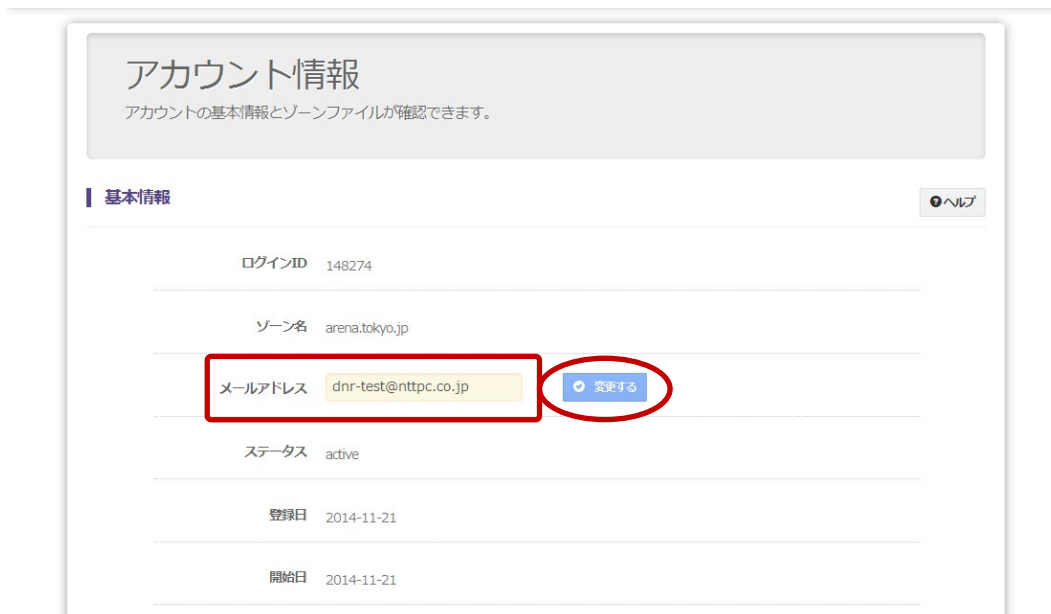 アカウント情報
アカウントの基本情報とゾーンファイルが確認できます。
基本情報
ヘルプ
ログインID 148274
ゾーン名 arena.tokyo.jp
メールアドレス dnr-test@nttpc.co.jp 変更する
ステータス active
登録日 2014-11-21
開始日 2014-11-21